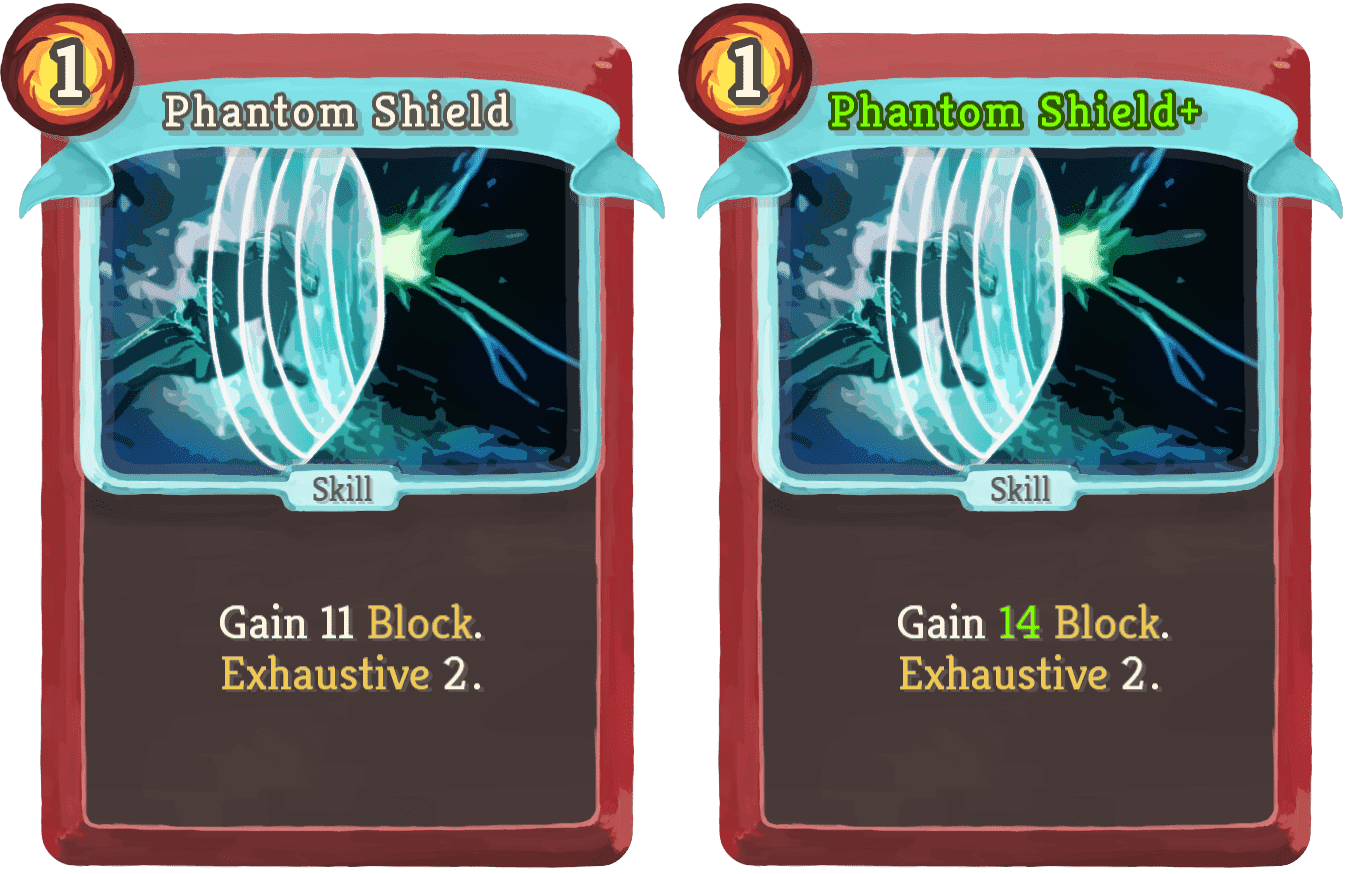 1
Phantom Shield
Skill
Gain 11 Block.
Exhaustive 2.
1
Phantom Shield+
Skill
Gain 14 Block.
Exhaustive 2.